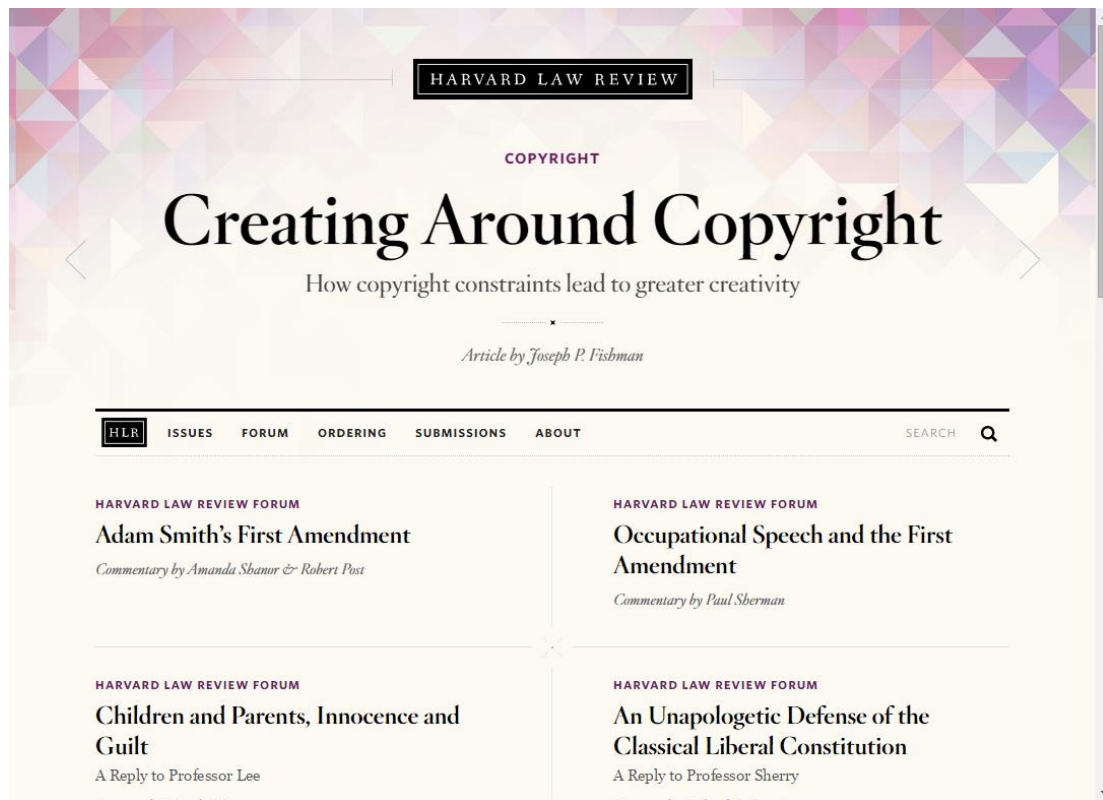 HARVARD LAW REVIEW
COPYRIGHT
Creating Around Copyright
How copyright constraints lead to greater creativity
Article by Joseph P. Fishman
HLR ISSUES FORUM ORDERING SUBMISSIONS ABOUT SEARCH
HARVARD LAW REVIEW FORUM
Adam Smith's First Amendment
Commentary by Amanda Shanor & Robert Post
HARVARD LAW REVIEW FORUM
Occupational Speech and the First
Amendment
Commentary by Paul Sherman
HARVARD LAW REVIEW FORUM
Children and Parents, Innocence and
Guilt
A Reply to Professor Lee
HARVARD LAW REVIEW FORUM
An Unapologetic Defense of the
Classical Liberal Constitution
A Reply to Professor Sherry